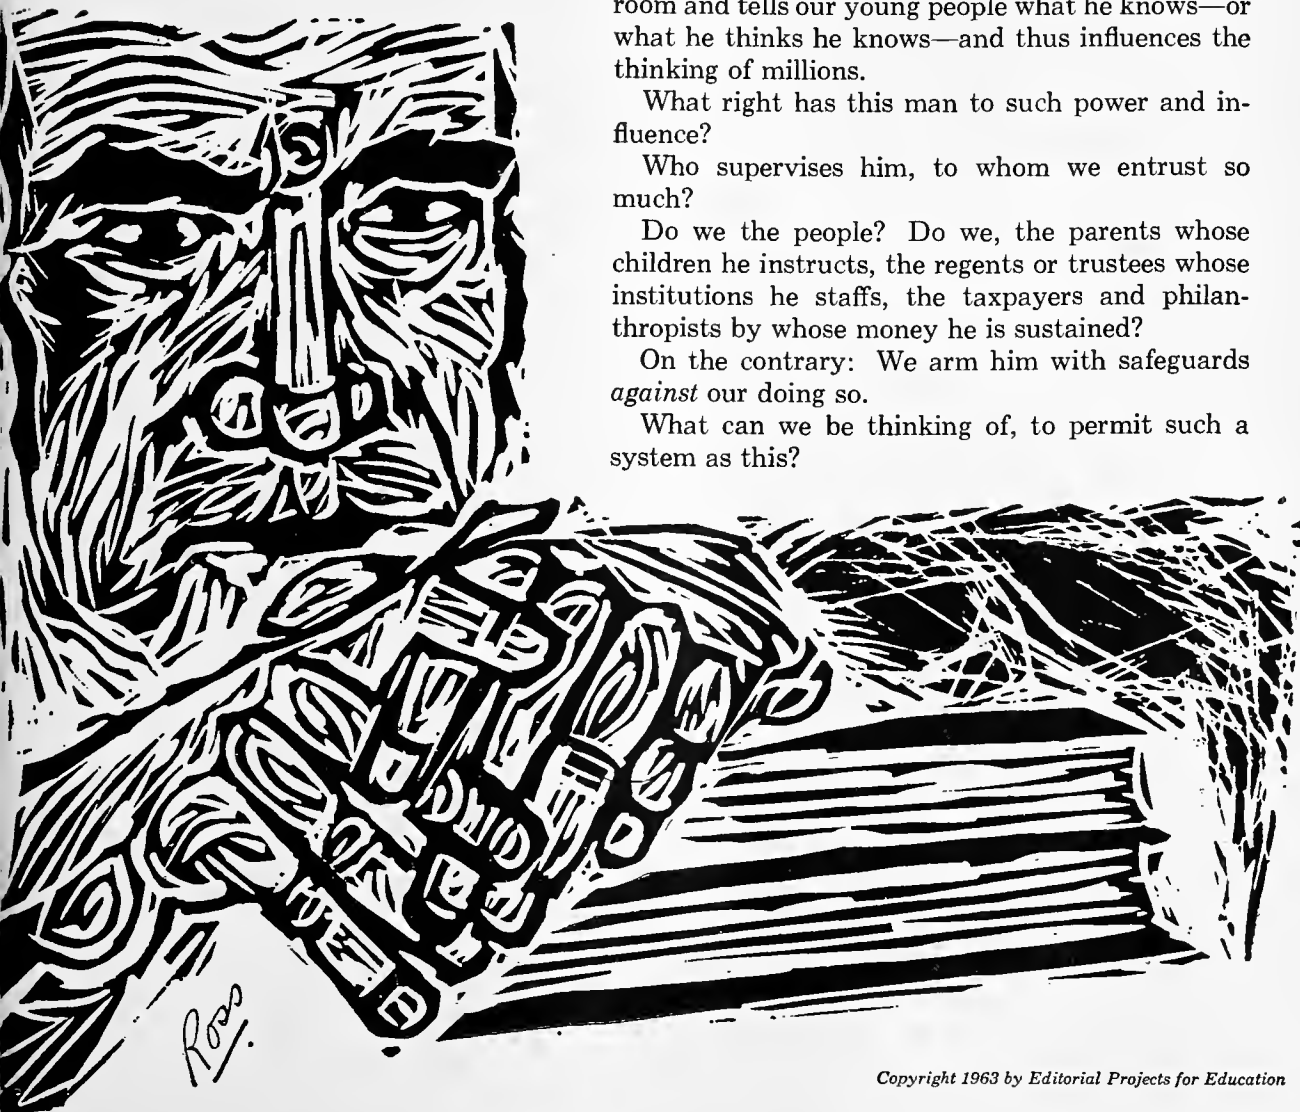 room and tells our young people what he knows—or
what he thinks he knows—and thus influences the
thinking of millions.
What right has this man to such power and in-
fluence?
Who supervises him, to whom we entrust so
much?
Do we the people? Do we, the parents whose
children he instructs, the regents or trustees whose
institutions he staffs, the taxpayers and philan-
thropists by whose money he is sustained?
On the contrary: We arm him with safeguards
against our doing so.
What can we be thinking of, to permit such a
system as this?
Ross
Copyright 1963 by Editorial Projects for Education